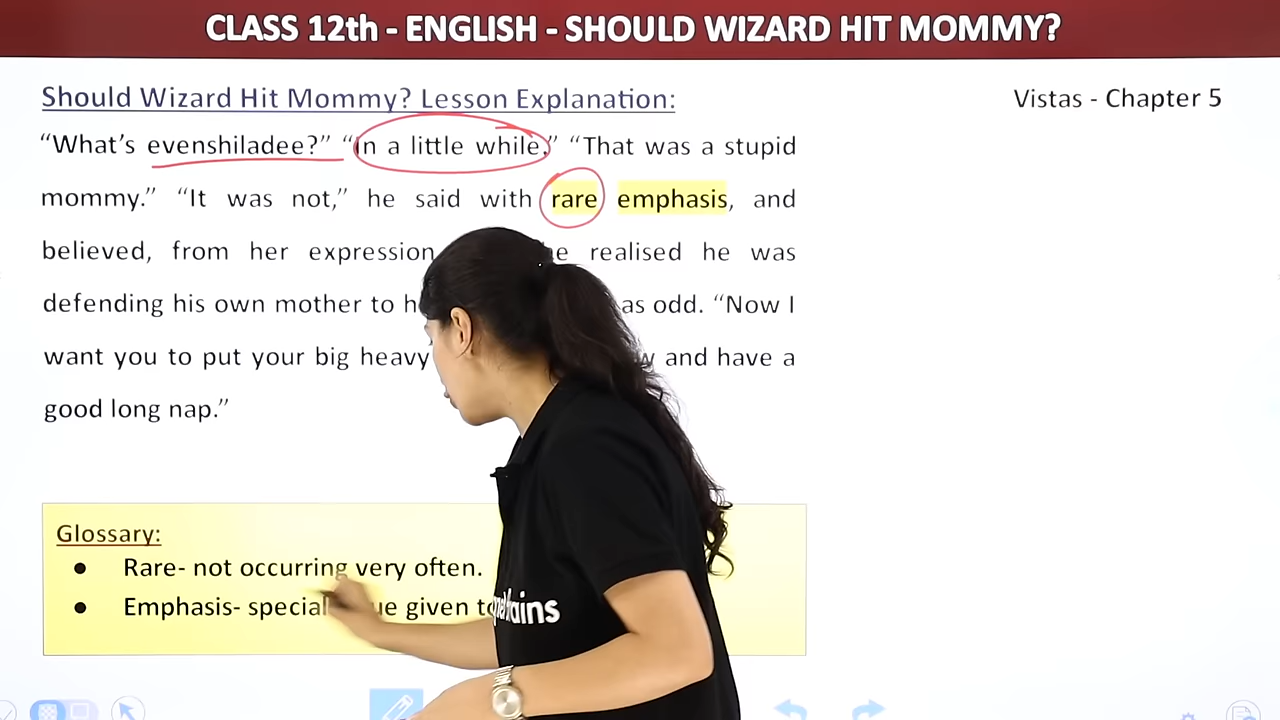 CLASS 12th - ENGLISH - SHOULD WIZARD HIT MOMMY?
Should Wizard Hit Mommy? Lesson Explanation:
Vistas - Chapter 5
“What’s evenshiladee?” “In a little while.” “That was a stupid
mommy.” “It was not,” he said with rare emphasis, and
believed, from her expression he realised he was
defending his own mother to as odd. “Now I
want you to put your big heavy and have a
good long nap.”
Glossary:
● Rare- not occurring very often.
● Emphasis- special given